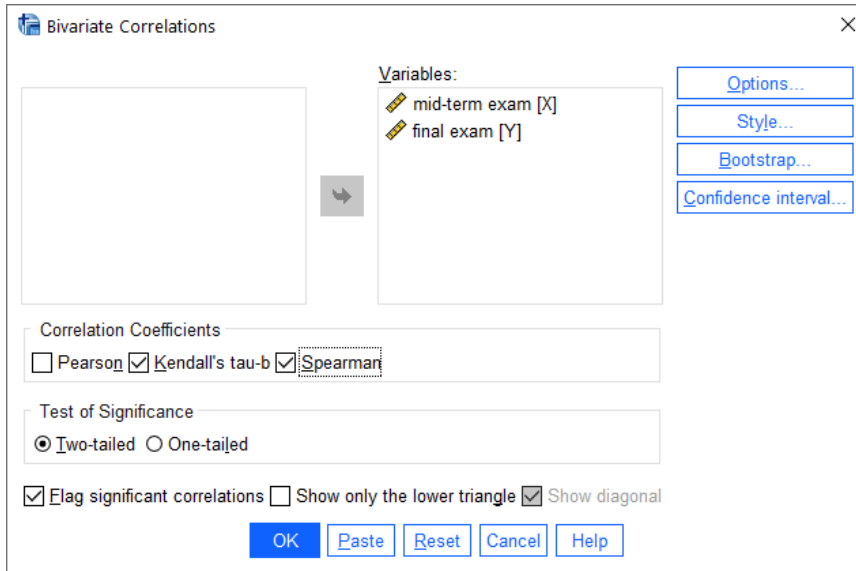 Bivariate Correlations
Variables:
mid-term exam [X]
final exam [Y]
Options...
Style...
Bootstrap...
Confidence interval...
Correlation Coefficients
Pearson Kendall's tau-b Spearman
Test of Significance
Two-tailed One-tailed
Flag significant correlations Show only the lower triangle Show diagonal
OK Paste Reset Cancel Help